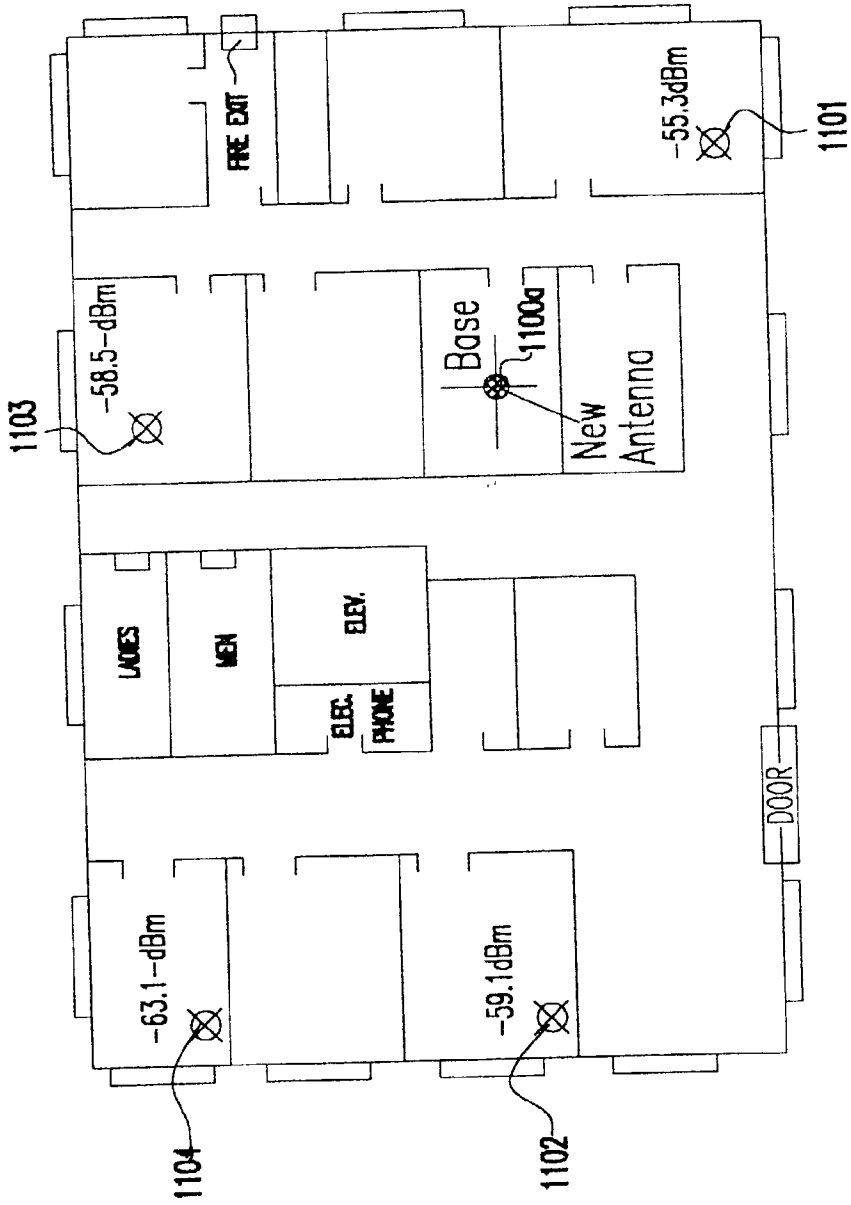 1103
-58.5-dBm
FIRE EXIT
-55.3dBm
1101
Base
1100a
New
Antenna
LADIES
MEN
ELEV.
ELEC.
PHONE
DOOR
-63.1-dBm
1104
-59.1dBm
1102